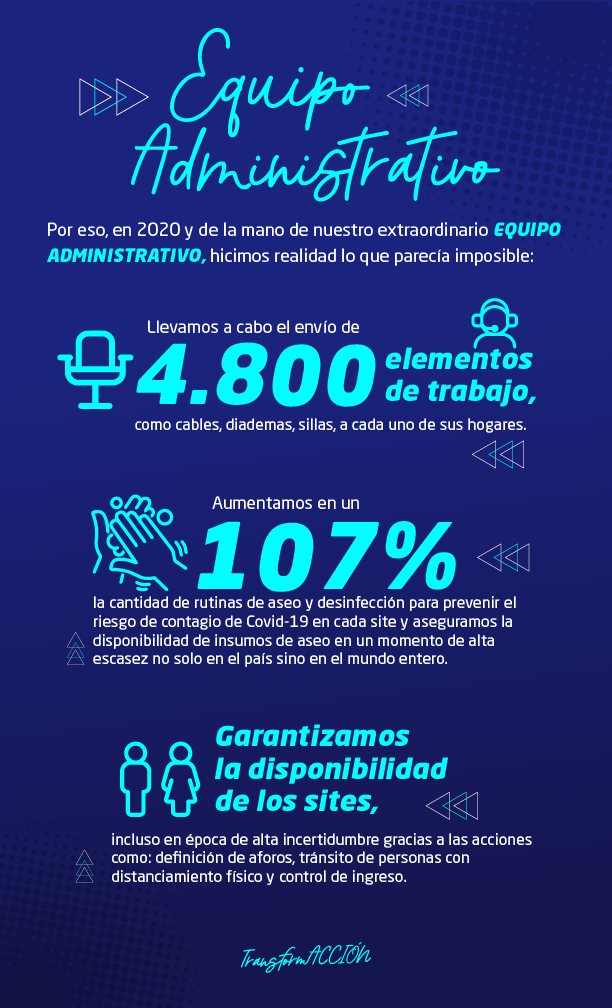 Equipo
Administrativo
Por eso, en 2020 y de la mano de nuestro extraordinario EQUIPO
ADMINISTRATIVO, hicimos realidad lo que parecía imposible:
Llevamos a cabo el envío de
4.800 elementos
de trabajo,
como cables, diademas, sillas, a cada uno de sus hogares.
Aumentamos en un
107%
la cantidad de rutinas de aseo y desinfección para prevenir el
riesgo de contagio de Covid-19 en cada site y aseguramos la
disponibilidad de insumos de aseo en un momento de alta
escasez no solo en el país sino en el mundo entero.
Garantizamos
la disponibilidad
de los sites,
incluso en época de alta incertidumbre gracias a las acciones
como: definición de aforos, tránsito de personas con
distanciamiento físico y control de ingreso.
TransformACCIÓN